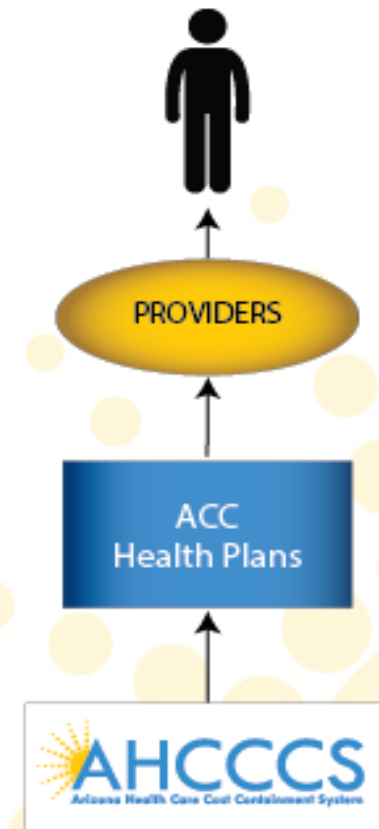 PROVIDERS
ACC
Health Plans
AHCCCS
Arizona Health Care Cost Containment System